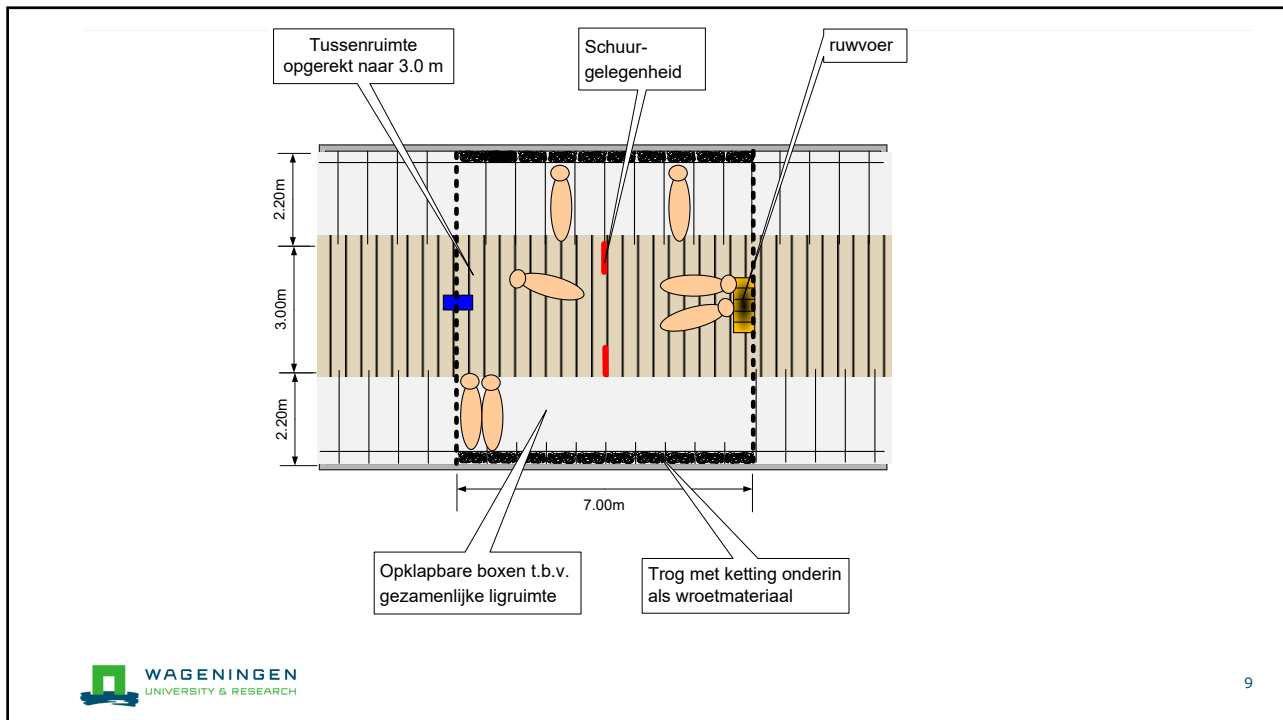 Tussenruimte
opgerekt naar 3.0 m
Schuur-
gelegenheid
ruwvoer
2.20m
3.00m
2.20m
7.00m
Opklapbare boxen t.b.v.
gezamenlijke ligruimte
Trog met ketting onderin
als wroetmateriaal
WAGENINGEN
UNIVERSITY & RESEARCH
9